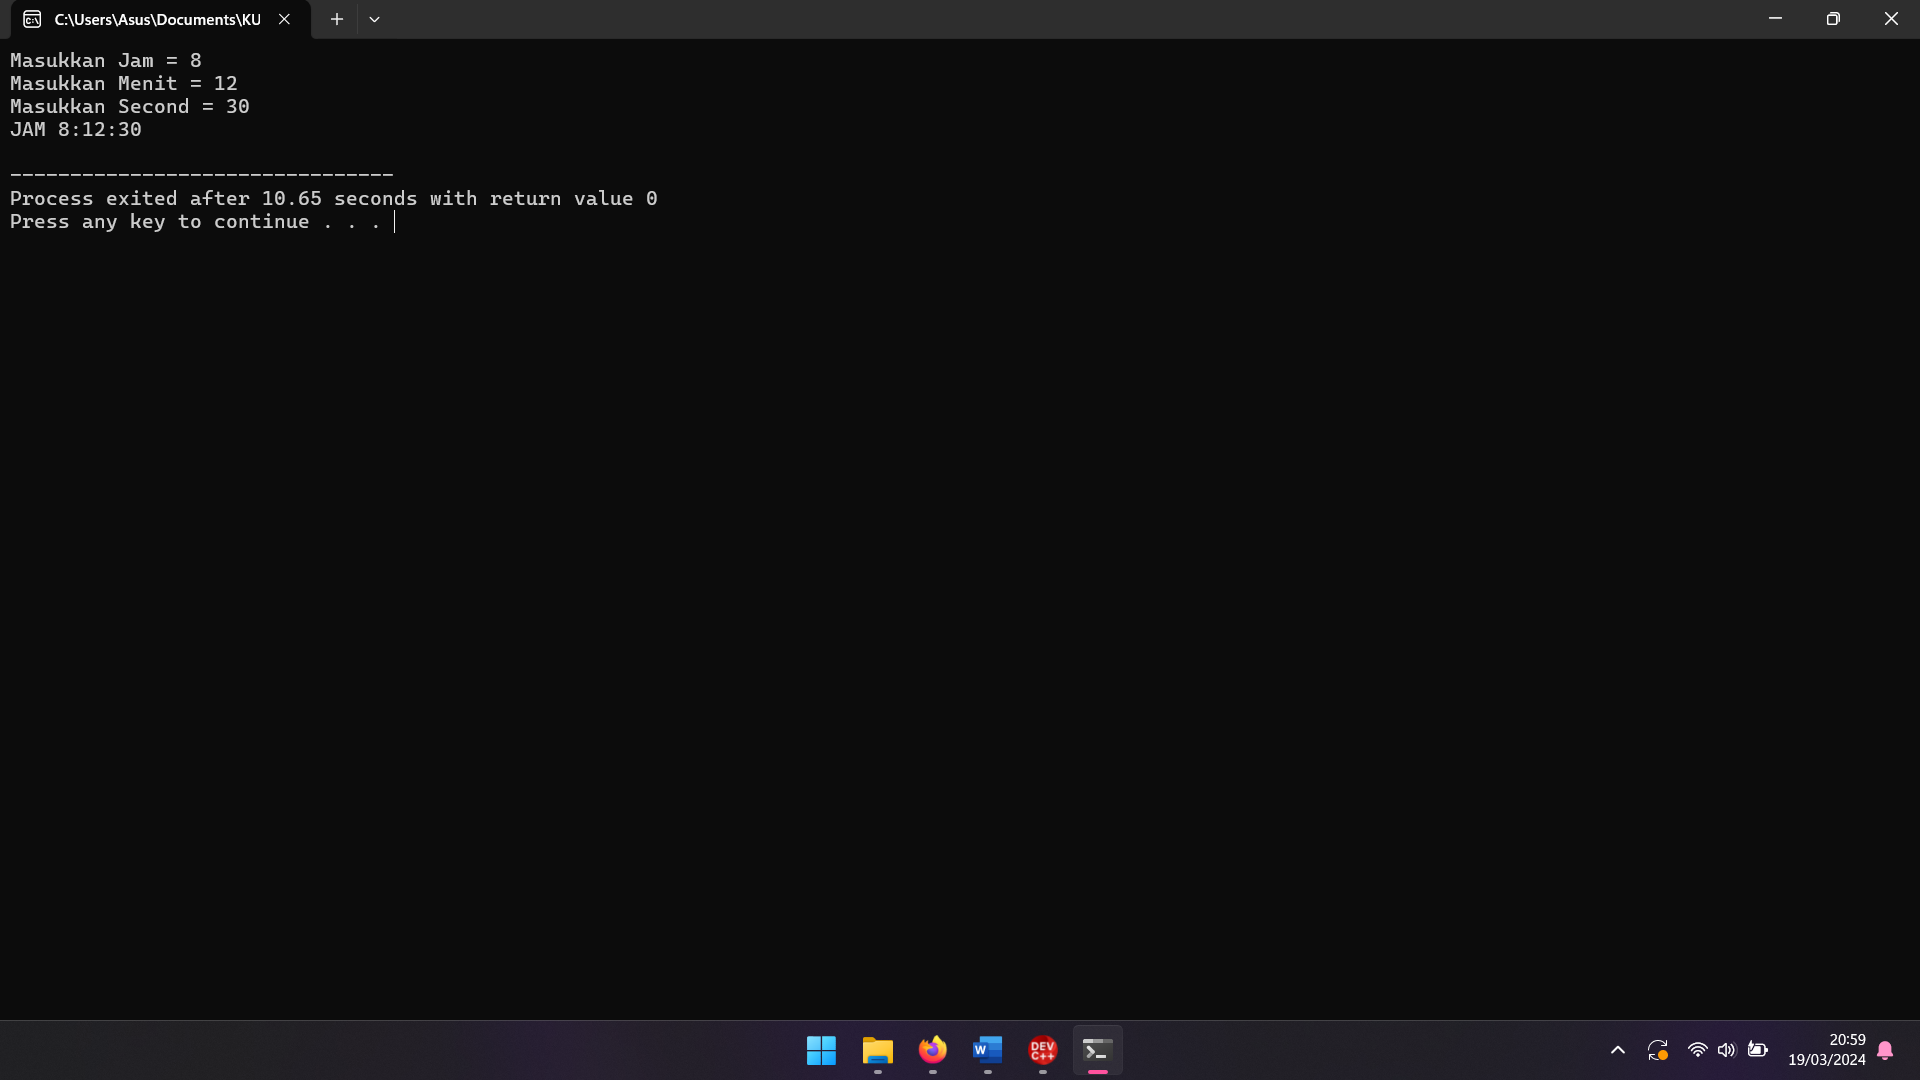 C:\Users\Asus\Documents\KU
Masukkan Jam = 8
Masukkan Menit = 12
Masukkan Second = 30
JAM 8:12:30
--------------------------------
Process exited after 10.65 seconds with return value 0
Press any key to continue . . .
W
DEV
C++
20:59
19/03/2024